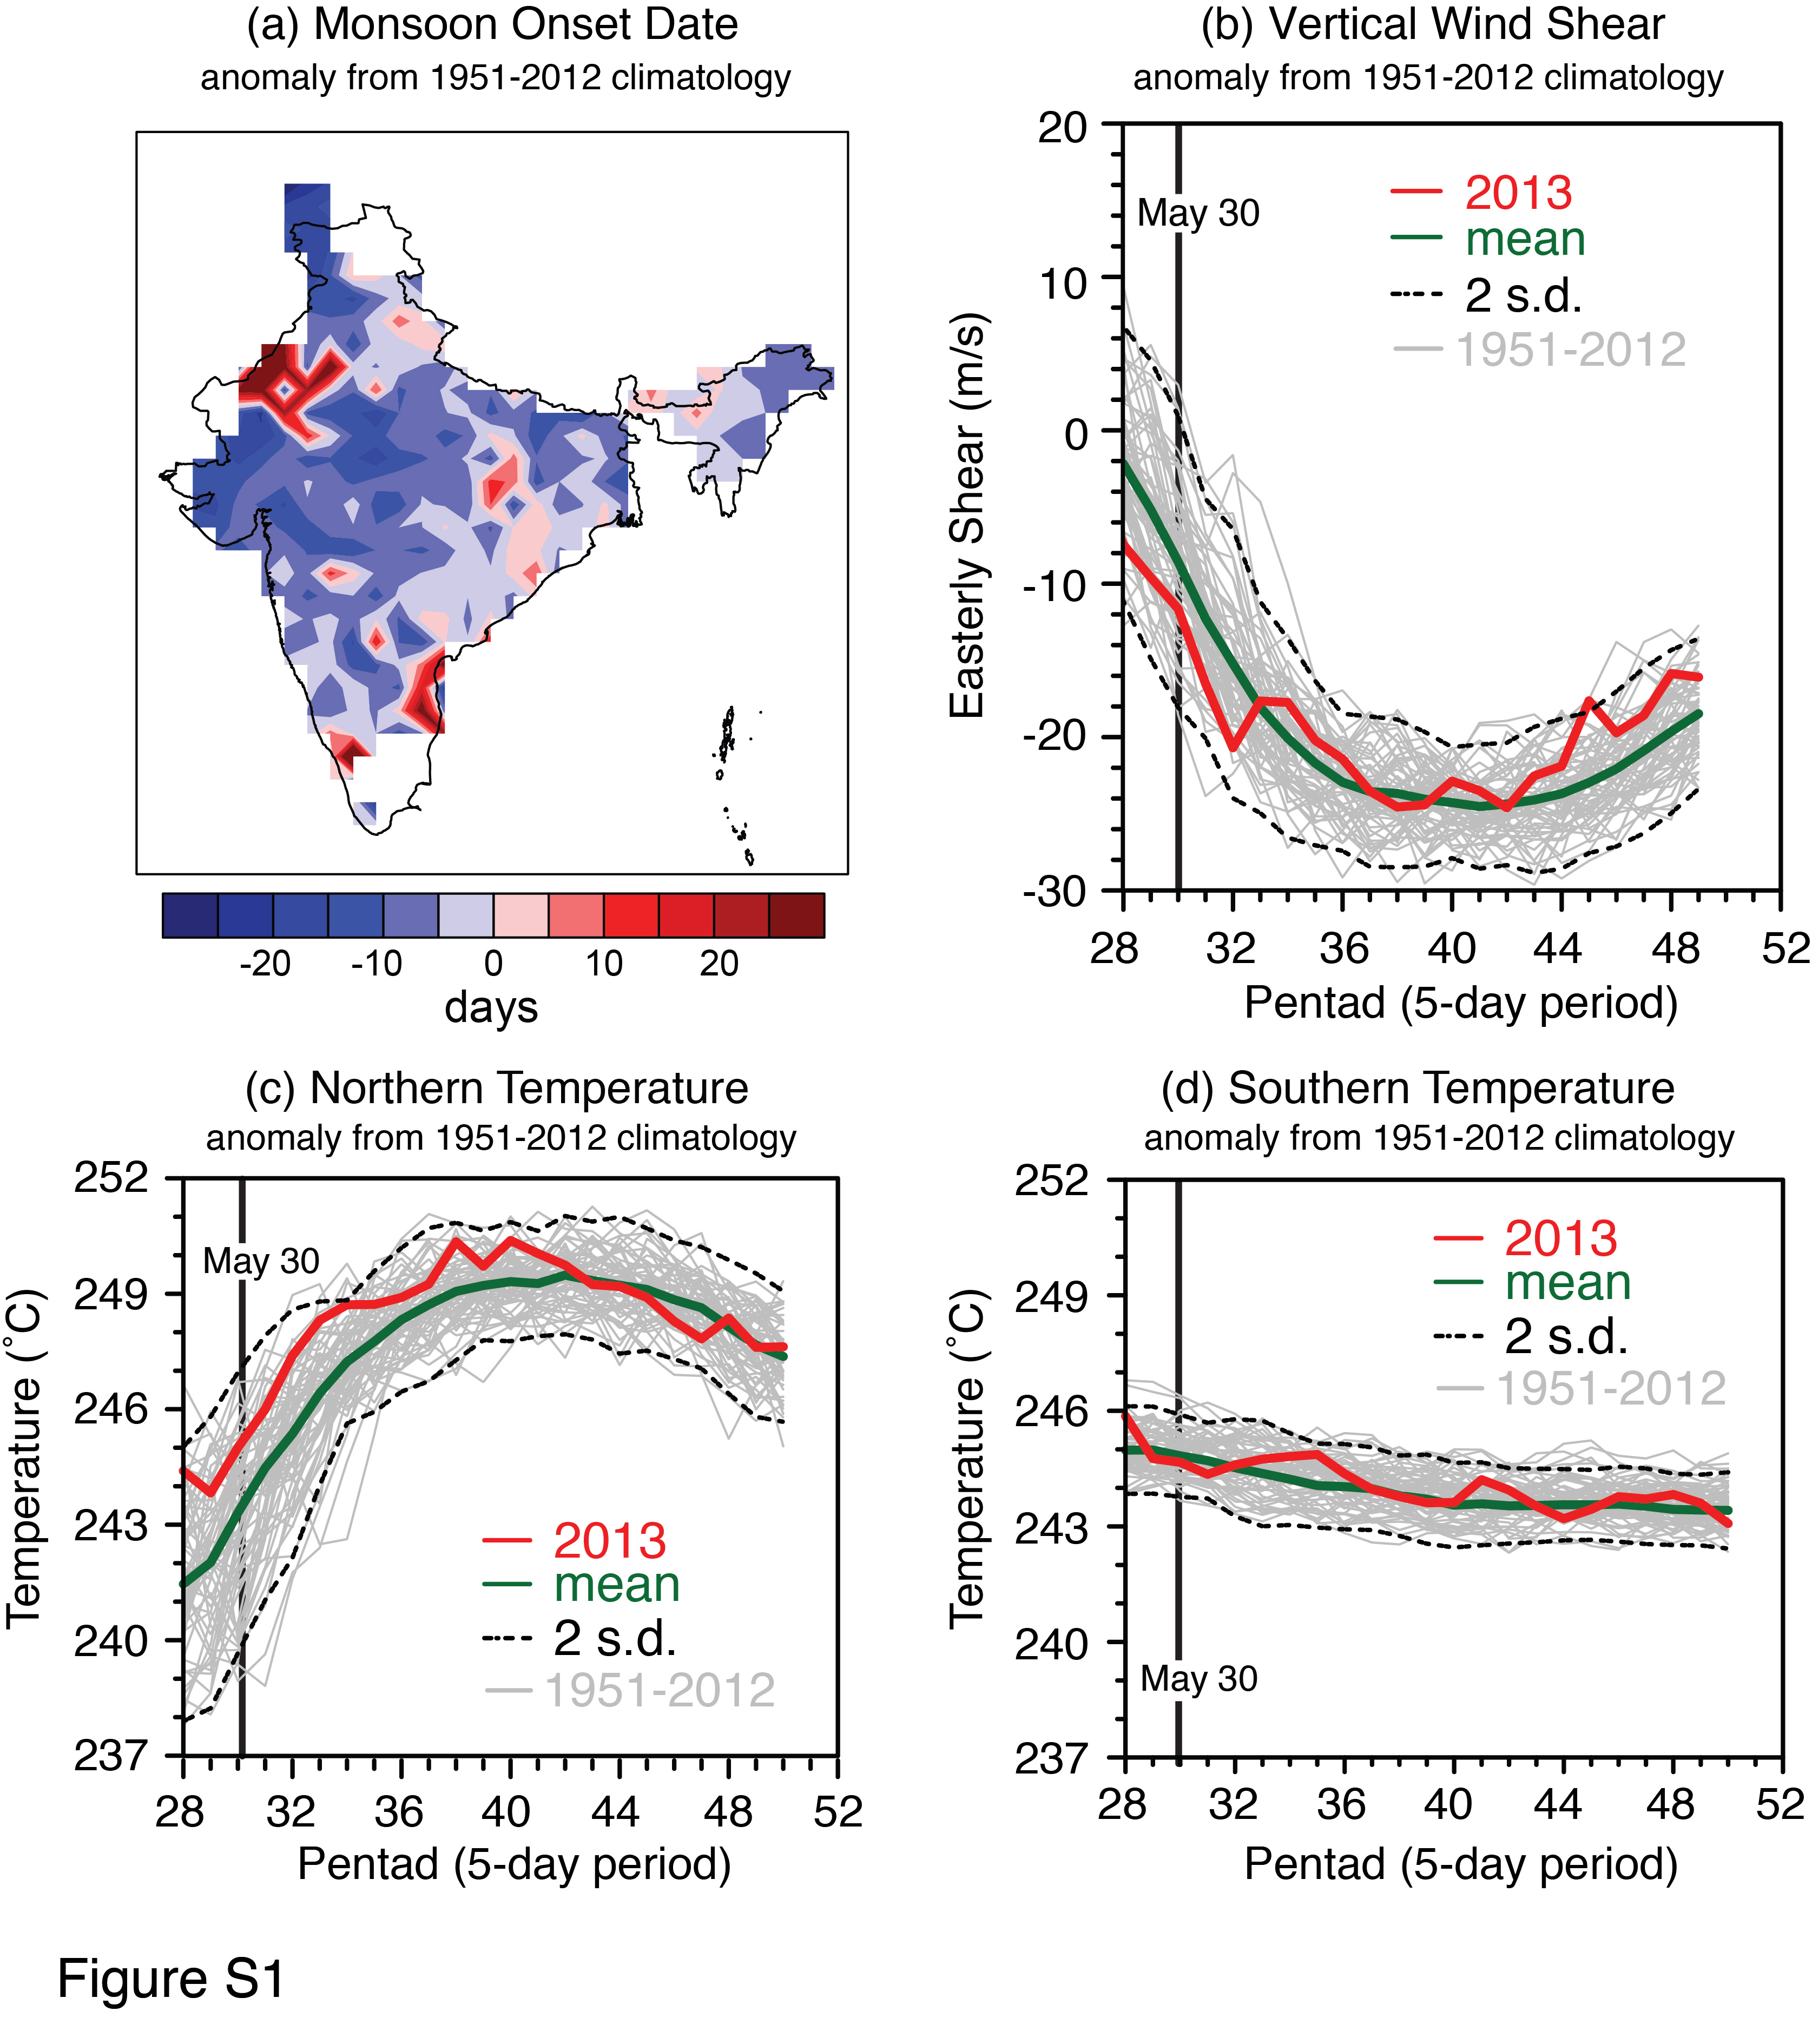 (a) Monsoon Onset Date
anomaly from 1951-2012 climatology
-20 -10 0 10 20
days
(b) Vertical Wind Shear
anomaly from 1951-2012 climatology
Easterly Shear (m/s)
20
10
0
-10
-20
-30
May 30
2013
mean
2 s.d.
1951-2012
28 32 36 40 44 48 52
Pentad (5-day period)
(c) Northern Temperature
anomaly from 1951-2012 climatology
Temperature (˚C)
252
249
246
243
240
237
May 30
2013
mean
2 s.d.
1951-2012
28 32 36 40 44 48 52
Pentad (5-day period)
(d) Southern Temperature
anomaly from 1951-2012 climatology
Temperature (˚C)
252
249
246
243
240
237
2013
mean
2 s.d.
1951-2012
May 30
28 32 36 40 44 48 52
Pentad (5-day period)
Figure S1